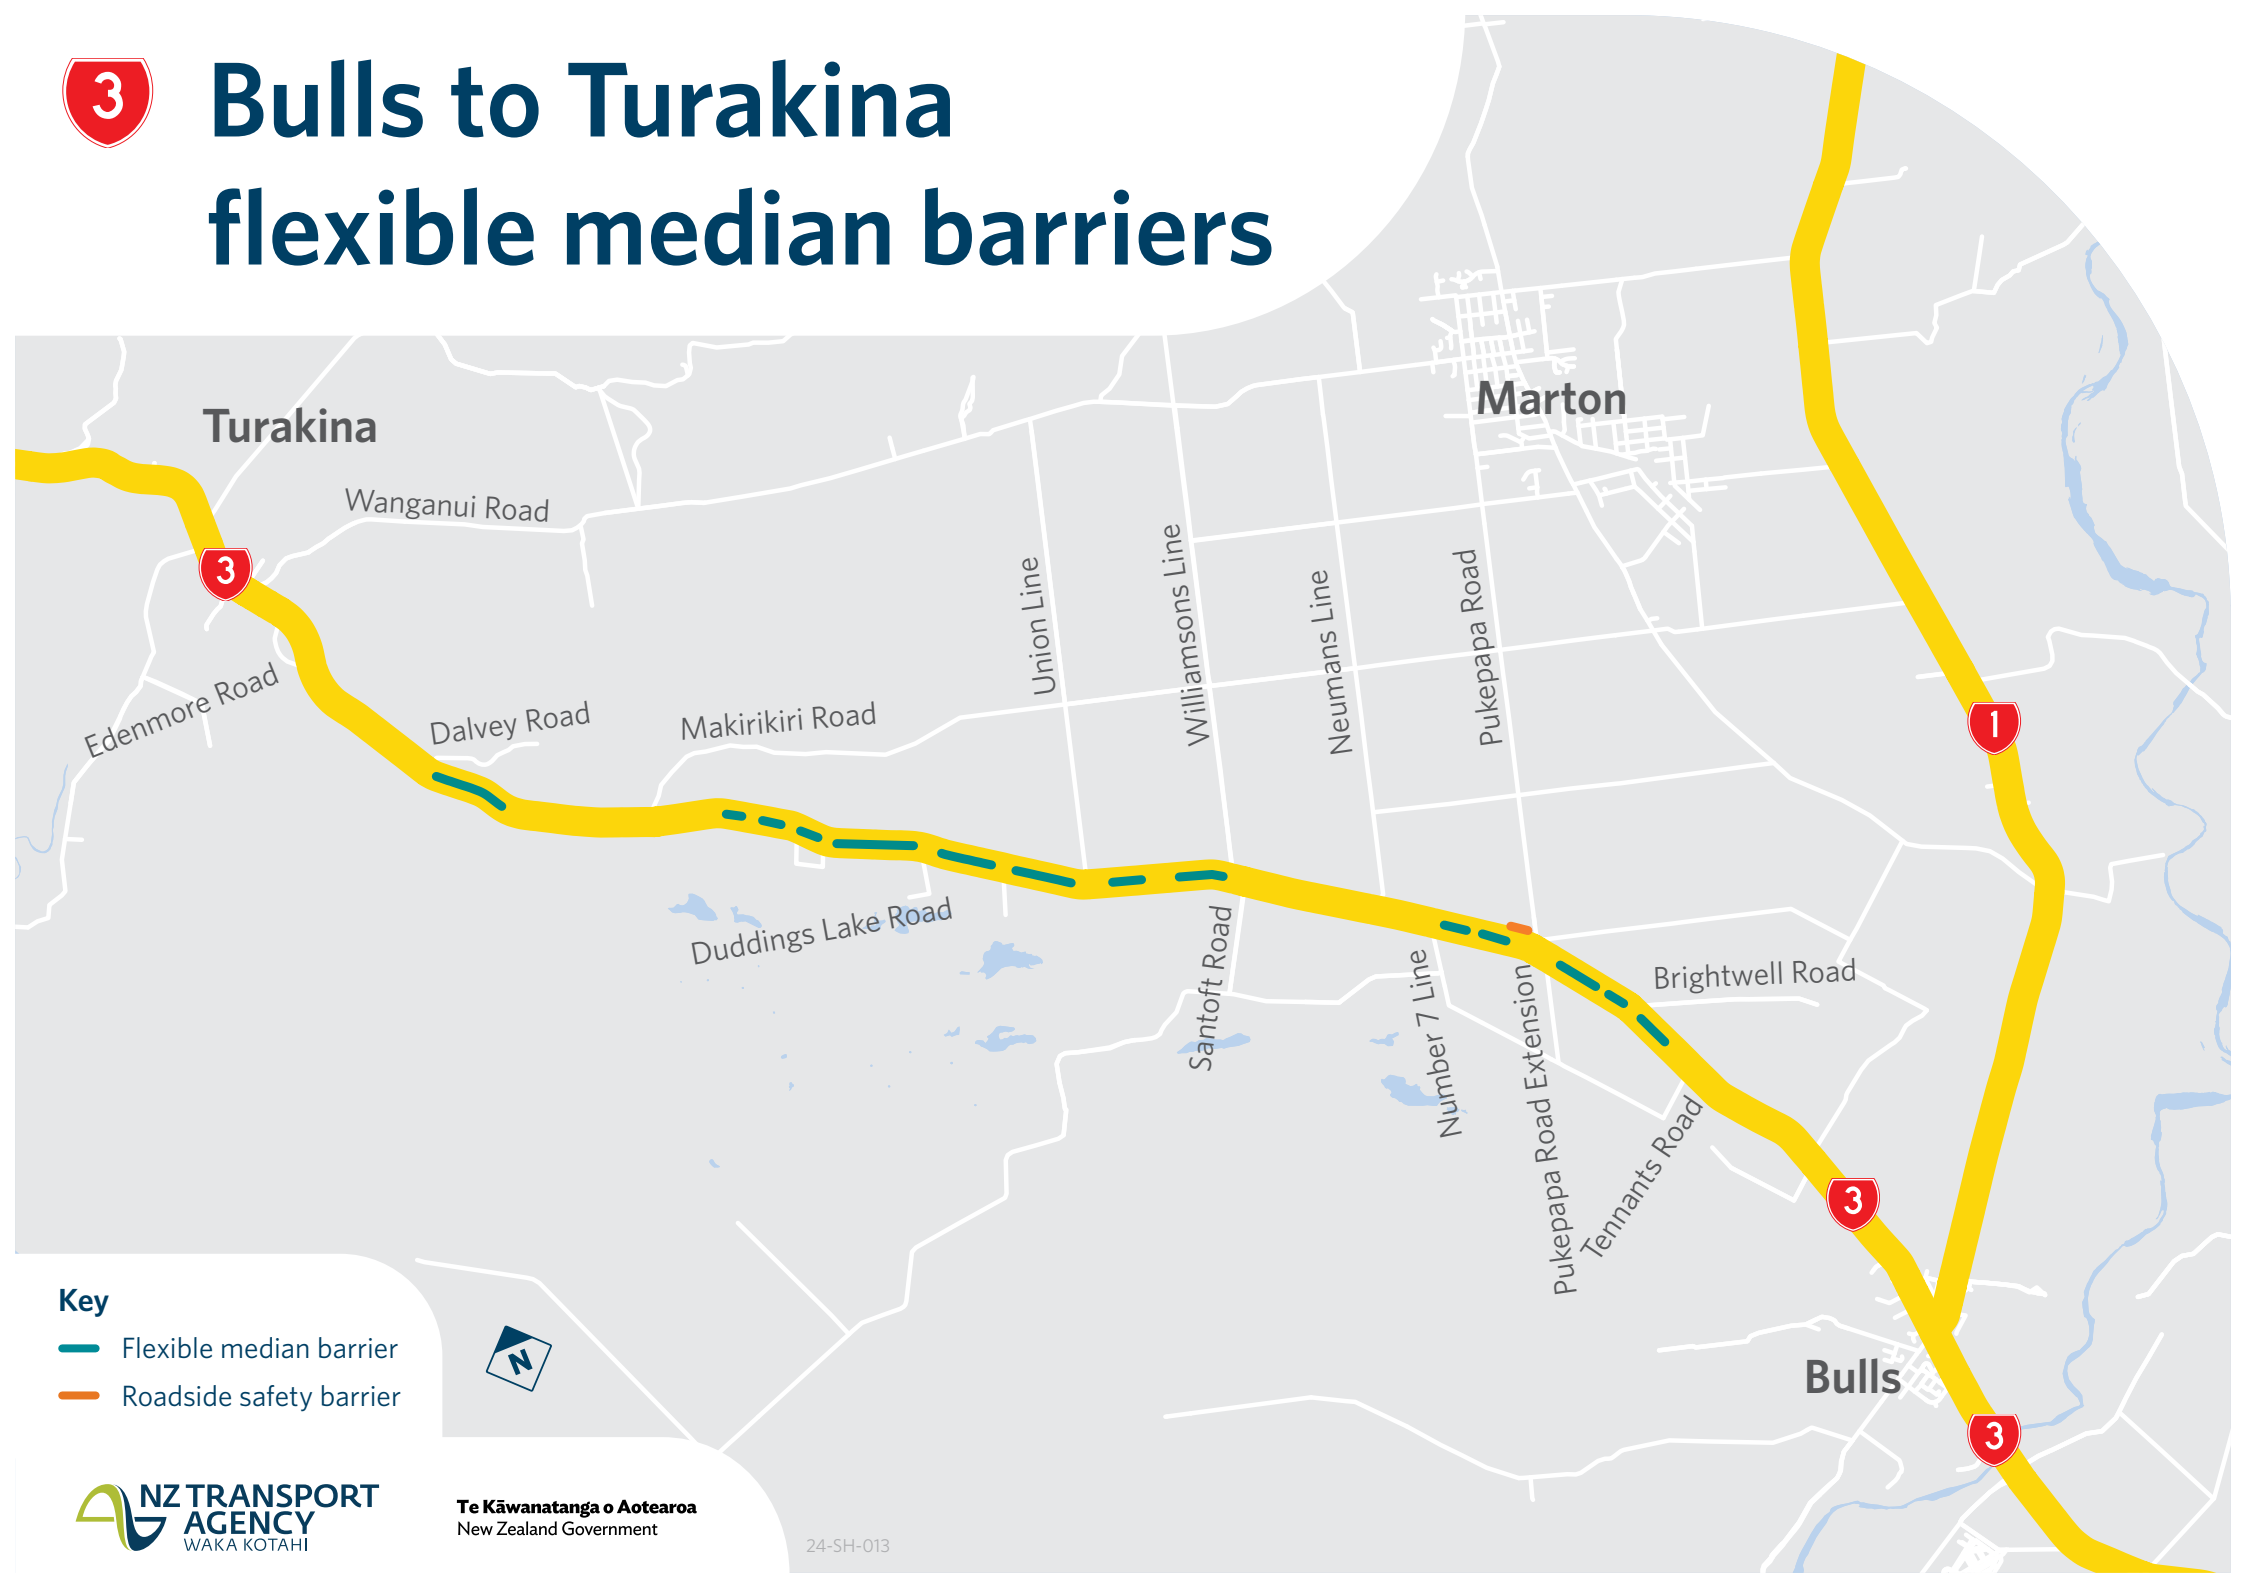 3
Bulls to Turakina
flexible median barriers
Marton
Turakina
Wanganui Road
3
Union Line
Williamsons Line
Neumans Line
Pukepapa Road
Edenmore Road
Dalvey Road
Makirikiri Road
1
Duddings Lake Road
Santoft Road
Number 7 Line
Pukepapa Road Extension
Brightwell Road
Tennants Road
3
Bulls
3
Key
Flexible median barrier
Roadside safety barrier
N
NZ TRANSPORT
AGENCY
WAKA KOTAHI
Te Kāwanatanga o Aotearoa
New Zealand Government
24-SH-013